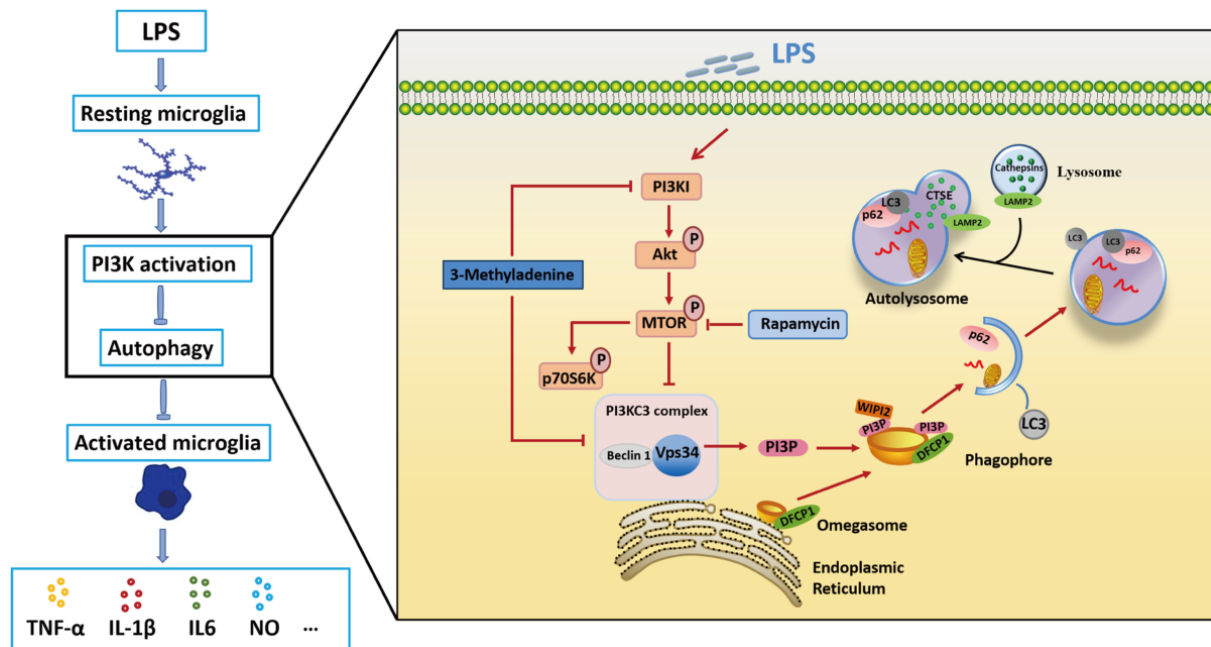 LPS
Resting microglia
PI3K activation
Autophagy
Activated microglia
TNF-α IL-1β IL6 NO ...
LPS
PI3KI
Akt
P
3-Methyladenine
MTOR
P
Rapamycin
p70S6K
P
PI3KC3 complex
Beclin 1
Vps34
PI3P
WIPI2
PI3P
PI3P
DFCP1
Phagophore
DFCP1
Omegasome
Endoplasmic
Reticulum
p62
LC3
LC3
LC3
p62
Cathepsins
Lysosome
LAMP2
CTSE
LC3
p62
LAMP2
Autolysosome